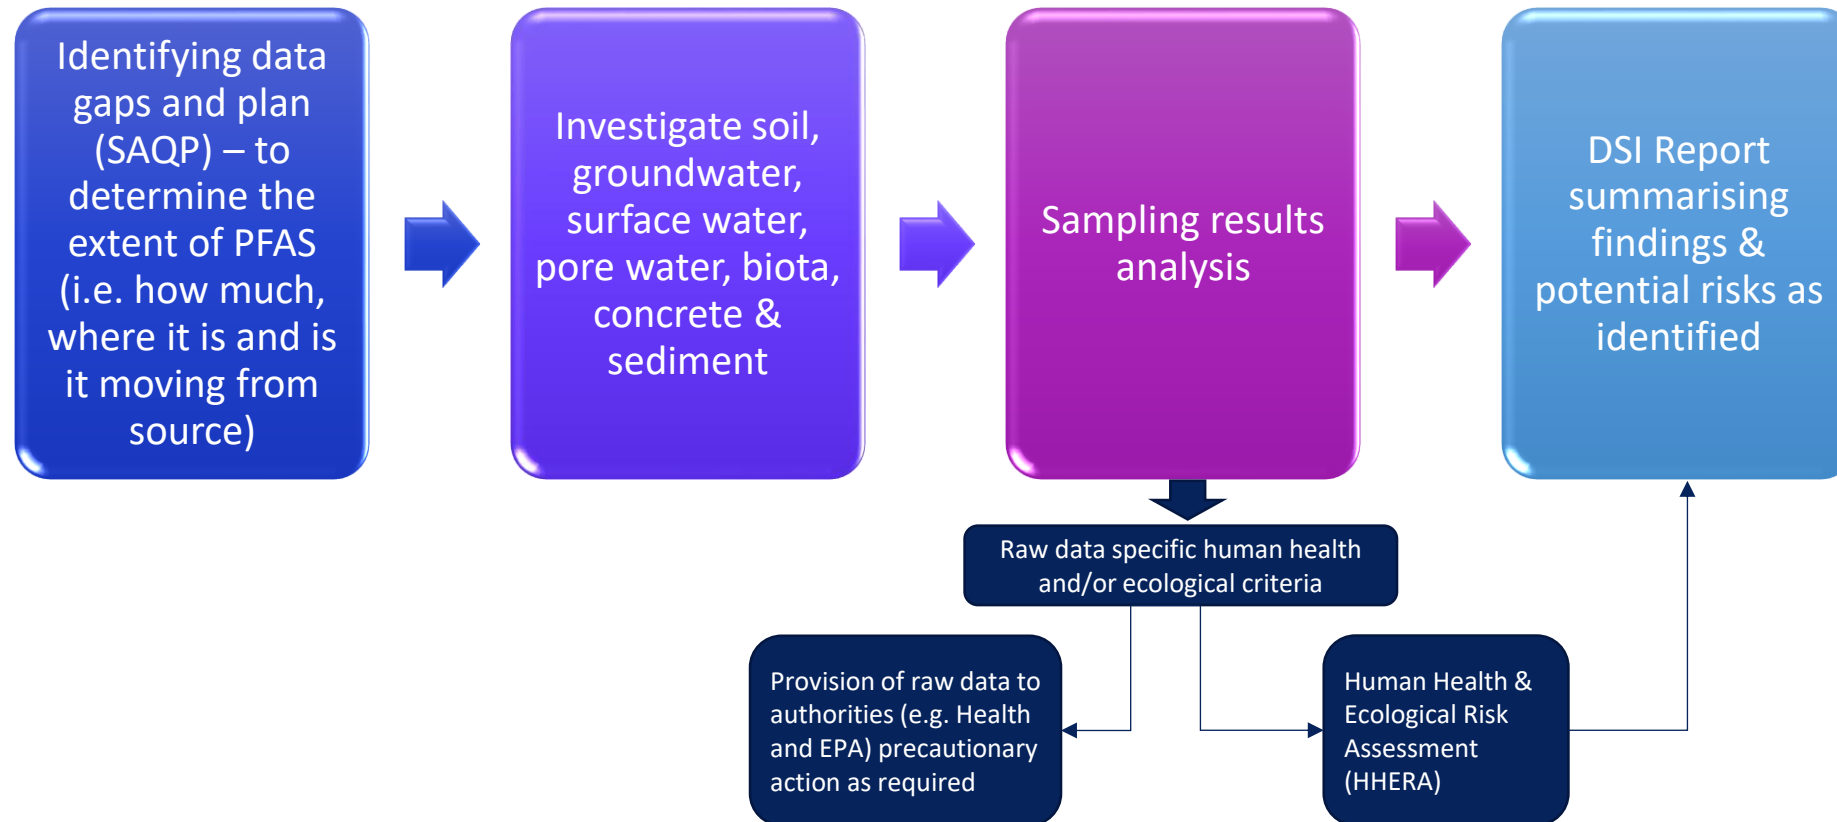 Identifying data
gaps and plan
(SAQP) – to
determine the
extent of PFAS
(i.e. how much,
where it is and is
it moving from
source)
Investigate soil,
groundwater,
surface water,
pore water, biota,
concrete &
sediment
Sampling results
analysis
DSI Report
summarising
findings &
potential risks as
identified
Raw data specific human health
and/or ecological criteria
Provision of raw data to
authorities (e.g. Health
and EPA) precautionary
action as required
Human Health &
Ecological Risk
Assessment
(HHERA)